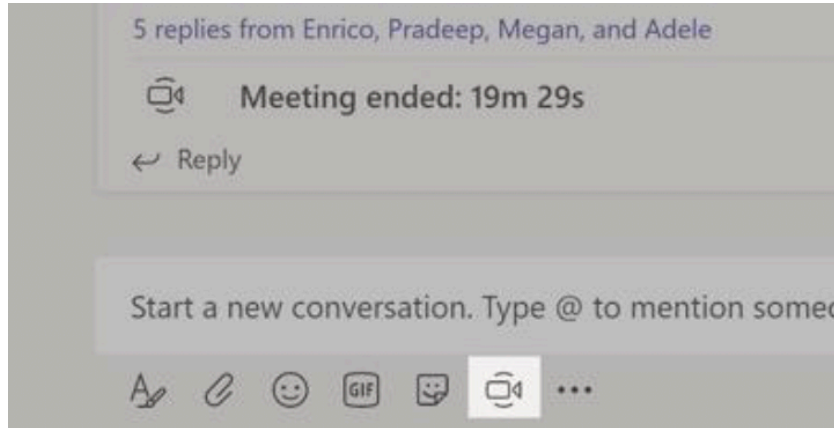 5 replies from Enrico, Pradeep, Megan, and Adele
Meeting ended: 19m 29s
Reply
Start a new conversation. Type @ to mention
GIF